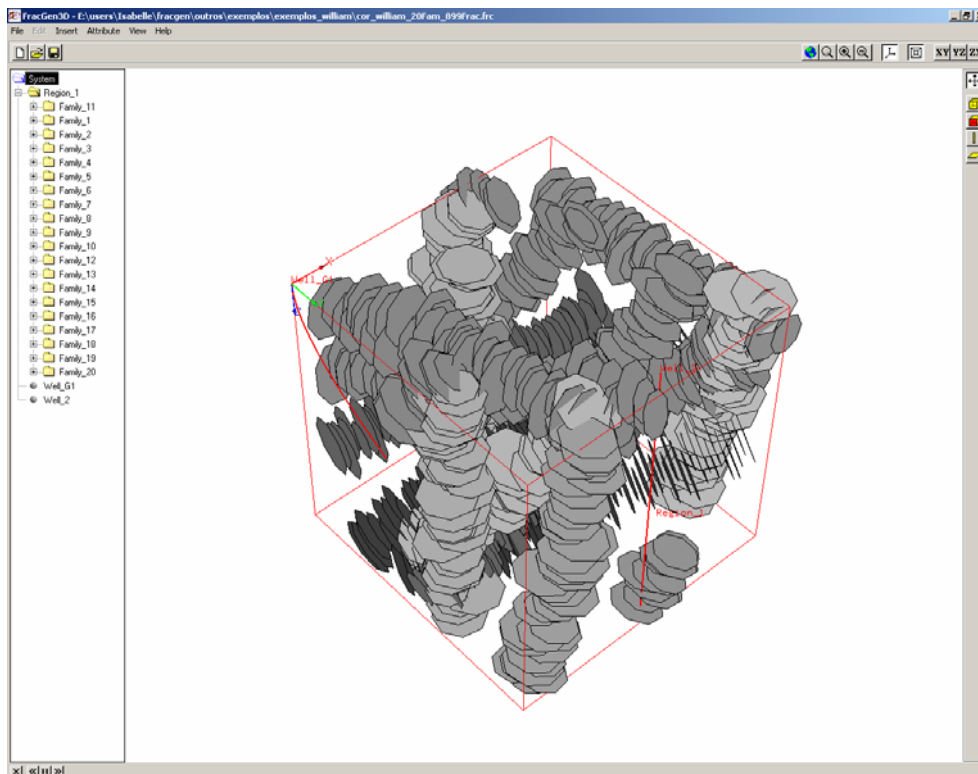 FracGen3D - E:\users\Isabelle\fracgen\outros\exemplos\exemplos_william\cor_william_20Fam_899Frac.frc
File Edit Insert Attribute View Help
XY YZ ZX
System
Region_1
Family_11
Family_1
Family_2
Family_3
Family_4
Family_5
Family_6
Family_7
Family_8
Family_9
Family_10
Family_12
Family_13
Family_14
Family_15
Family_16
Family_17
Family_18
Family_19
Family_20
Well_G1
Well_2
X
Well_G1
Region_1